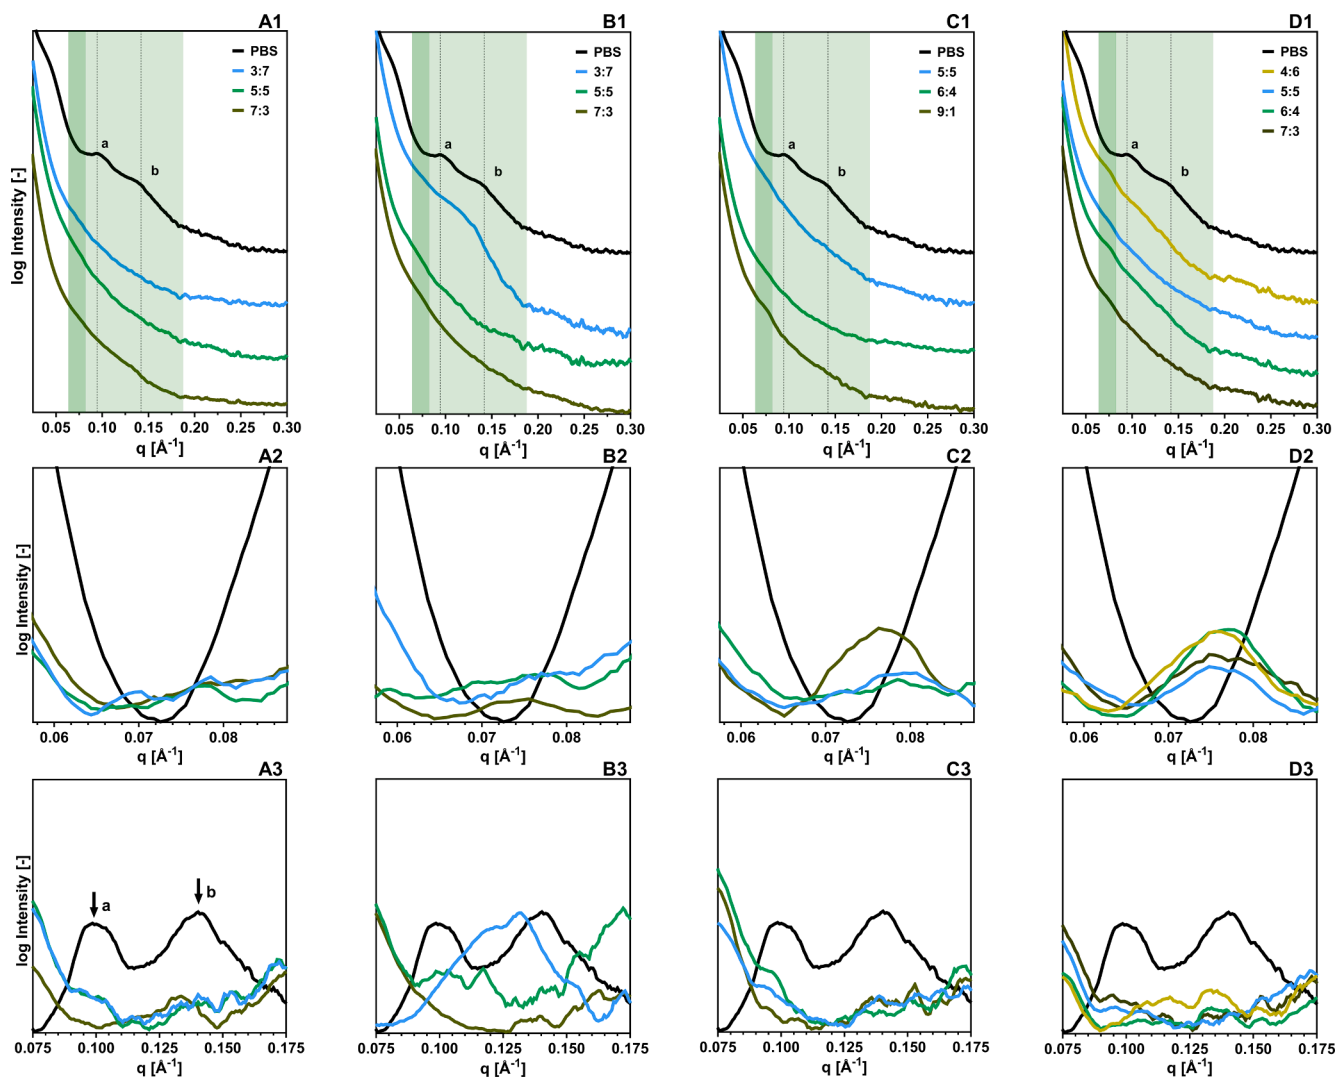 A1
B1
C1
D1
PBS
3:7
5:5
7:3
a
b
PBS
3:7
5:5
7:3
a
b
PBS
5:5
6:4
9:1
a
b
PBS
4:6
5:5
6:4
7:3
a
b
log Intensity [-]
0.05 0.10 0.15 0.20 0.25 0.30
0.05 0.10 0.15 0.20 0.25 0.30
0.05 0.10 0.15 0.20 0.25 0.30
0.05 0.10 0.15 0.20 0.25 0.30
q [Å-1]
q [Å-1]
q [Å-1]
q [Å-1]
A2
B2
C2
D2
log Intensity [-]
0.06 0.07 0.08
0.06 0.07 0.08
0.06 0.07 0.08
0.06 0.07 0.08
q [Å-1]
q [Å-1]
q [Å-1]
q [Å-1]
A3
B3
C3
D3
a
b
log Intensity [-]
0.075 0.100 0.125 0.150 0.175
0.075 0.100 0.125 0.150 0.175
0.075 0.100 0.125 0.150 0.175
0.075 0.100 0.125 0.150 0.175
q [Å-1]
q [Å-1]
q [Å-1]
q [Å-1]